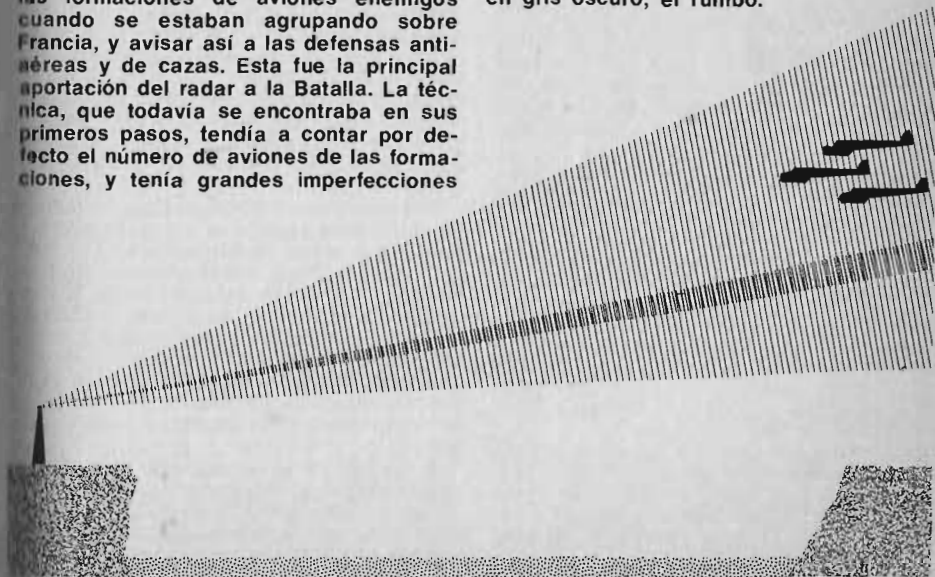 las formaciones de aviones enemigos
cuando se estaban agrupando sobre
Francia, y avisar así a las defensas anti-
aéreas y de cazas. Esta fue la principal
aportación del radar a la Batalla. La téc-
nica, que todavía se encontraba en sus
primeros pasos, tendía a contar por de-
fecto el número de aviones de las forma-
ciones, y tenía grandes imperfecciones
en gris oscuro, el rumbo.